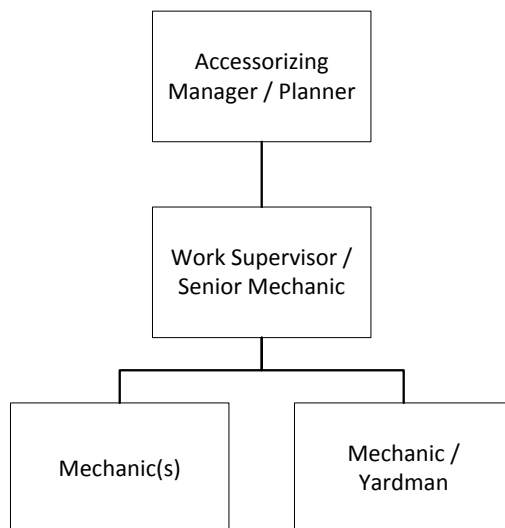 Accessorizing
Manager / Planner
Work Supervisor /
Senior Mechanic
Mechanic(s)
Mechanic /
Yardman